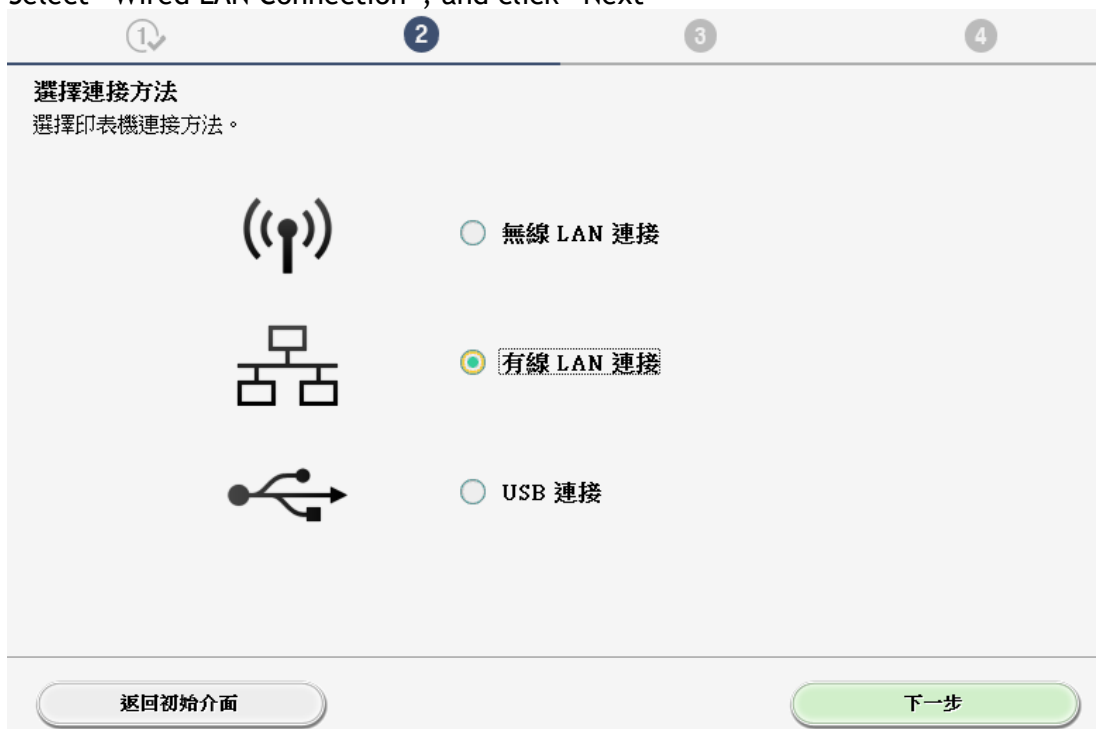 Select "Wired LAN Connection", and click "Next"
1 2 3 4
選擇連接方法
選擇印表機連接方法。
無線 LAN 連接
有線 LAN 連接
USB 連接
返回初始介面 下一步